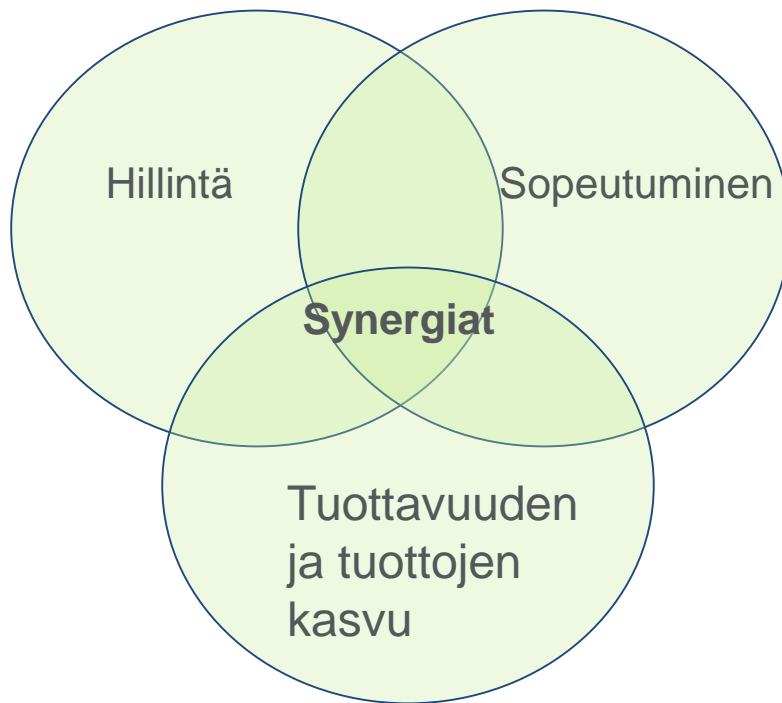 Hillintä
Sopeutuminen
Synergiat
Tuottavuuden
ja tuottojen
kasvu